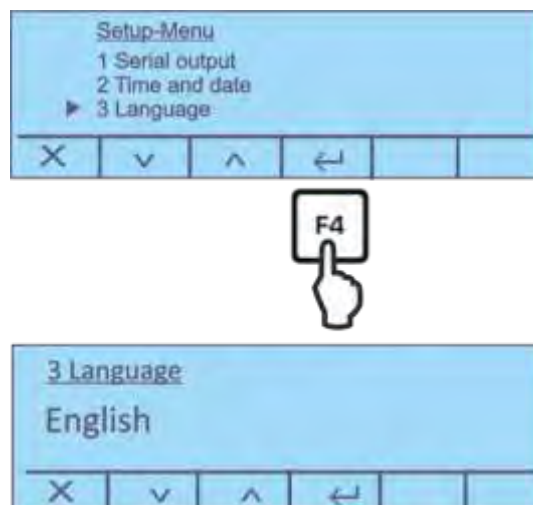 Setup-Menu
1 Serial output
2 Time and date
3 Language
F4
3 Language
English